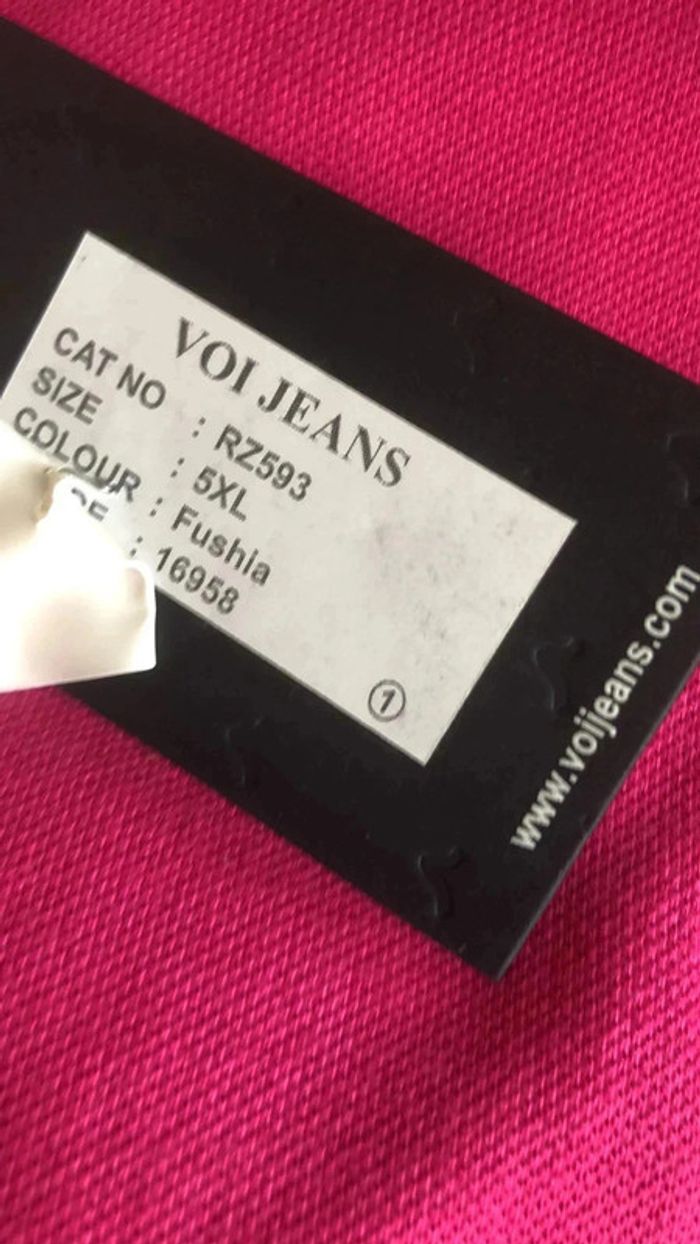 VOI JEANS
CAT NO : RZ593
SIZE : 5XL
COLOUR : Fushia
: 16958
1
www.voijeans.com